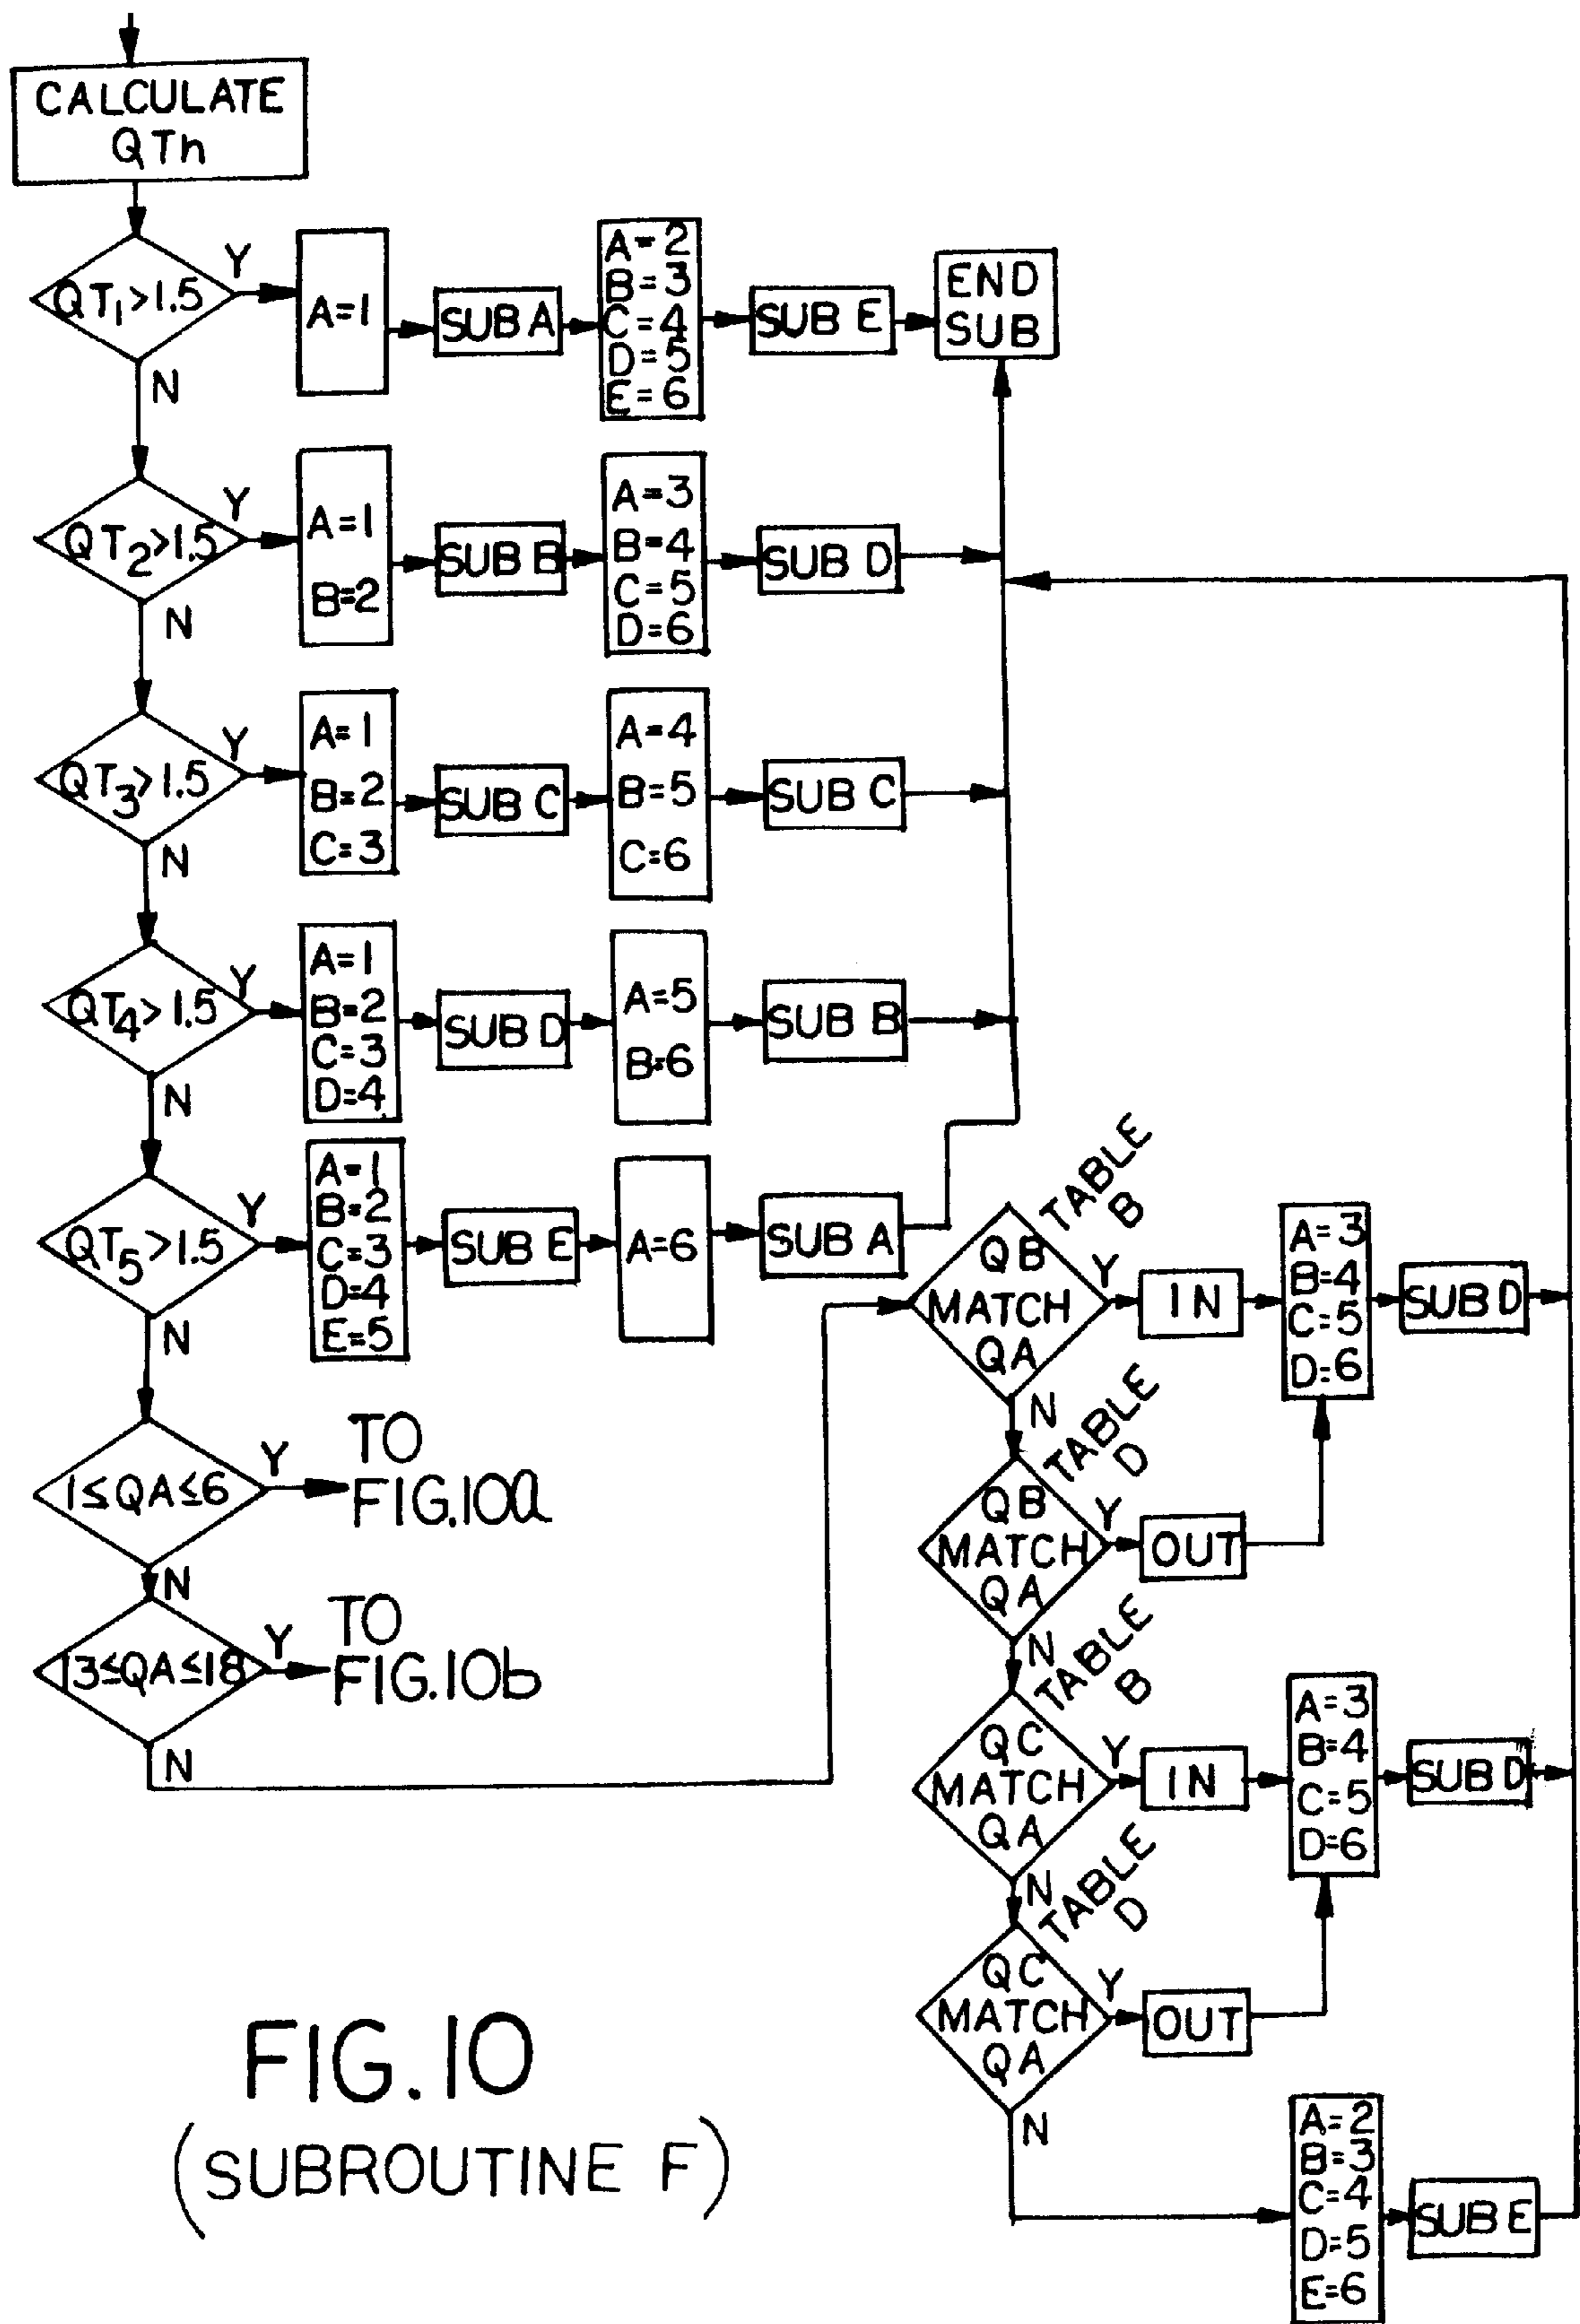 CALCULATE
QTn
QT1>1.5
Y
N
A=1
SUB A
A=2
B=3
C=4
D=5
E=6
SUB E
END
SUB
QT2>1.5
Y
N
A=1
B=2
SUB B
A=3
B=4
C=5
D=6
SUB D
QT3>1.5
Y
N
A=1
B=2
C=3
SUB C
A=4
B=5
C=6
SUB C
QT4>1.5
Y
N
A=1
B=2
C=3
D=4
SUB D
A=5
B=6
SUB B
QT5>1.5
Y
N
A=1
B=2
C=3
D=4
E=5
SUB E
A=6
SUB A
1≤QA≤6
Y
N
TO
FIG.10a
13≤QA≤18
Y
N
TO
FIG.10b
TABLE
B
QB
MATCH
QA
Y
N
IN
A=3
B=4
C=5
D=6
SUB D
TABLE
D
QB
MATCH
QA
Y
N
OUT
TABLE
B
QC
MATCH
QA
Y
N
IN
A=3
B=4
C=5
D=6
SUB D
TABLE
D
QC
MATCH
QA
Y
N
OUT
A=2
B=3
C=4
D=5
E=6
SUB E
FIG.10
(SUBROUTINE F)